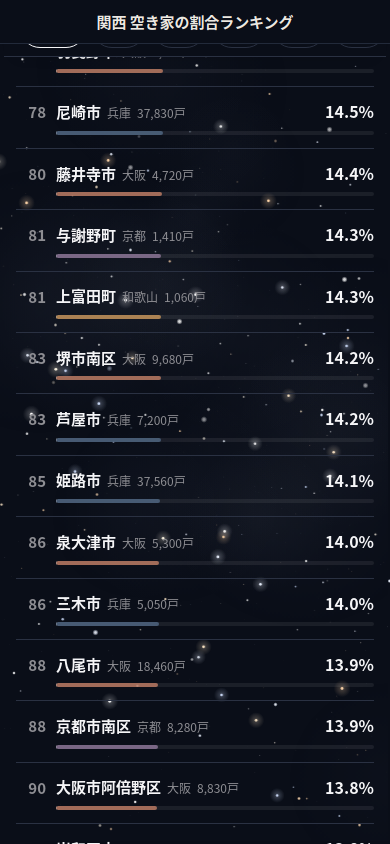 関西 空き家の割合ランキング
78 尼崎市 兵庫 37,830戸 14.5%
80 藤井寺市 大阪 4,720戸 14.4%
81 与謝野町 京都 1,410戸 14.3%
81 上富田町 和歌山 1,060戸 14.3%
83 堺市南区 大阪 9,680戸 14.2%
83 芦屋市 兵庫 7,200戸 14.2%
85 姫路市 兵庫 37,560戸 14.1%
86 泉大津市 大阪 5,300戸 14.0%
86 三木市 兵庫 5,050戸 14.0%
88 八尾市 大阪 18,460戸 13.9%
88 京都市南区 京都 8,280戸 13.9%
90 大阪市阿倍野区 大阪 8,830戸 13.8%